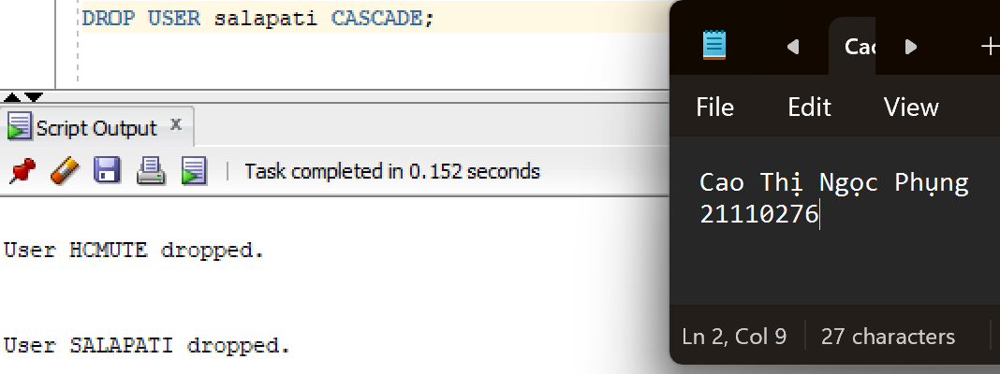 DROP USER salapati CASCADE;
Script Output x
Task completed in 0.152 seconds
User HCMUTE dropped.
User SALAPATI dropped.
Cao
File Edit View
Cao Thị Ngọc Phụng
21110276
Ln 2, Col 9 27 characters